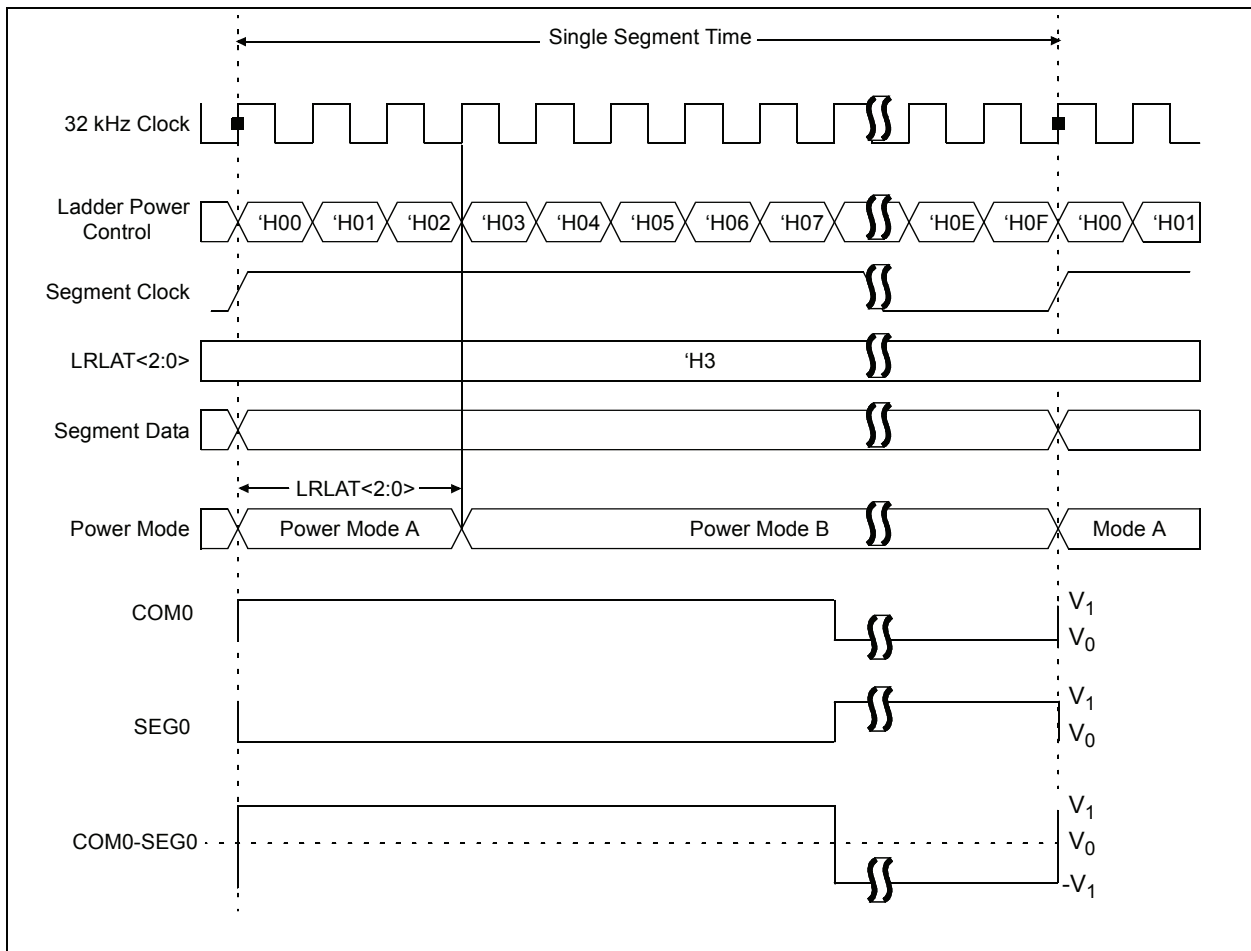 Single Segment Time
32 kHz Clock
Ladder Power
Control
‘H00 ‘H01 ‘H02 ‘H03 ‘H04 ‘H05 ‘H06 ‘H07 ‘H0E ‘H0F ‘H00 ‘H01
Segment Clock
LRLAT<2:0>
‘H3
Segment Data
LRLAT<2:0>
Power Mode
Power Mode A
Power Mode B
Mode A
COM0
V1
V0
SEG0
V1
V0
COM0-SEG0
V1
V0
-V1